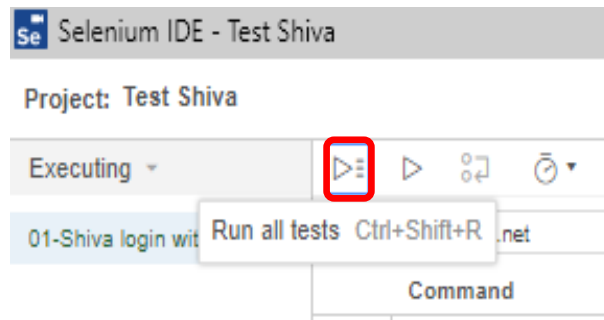 Se Selenium IDE - Test Shiva
Project: Test Shiva
Executing
01-Shiva login wit
Run all tests Ctrl+Shift+R
.net
Command